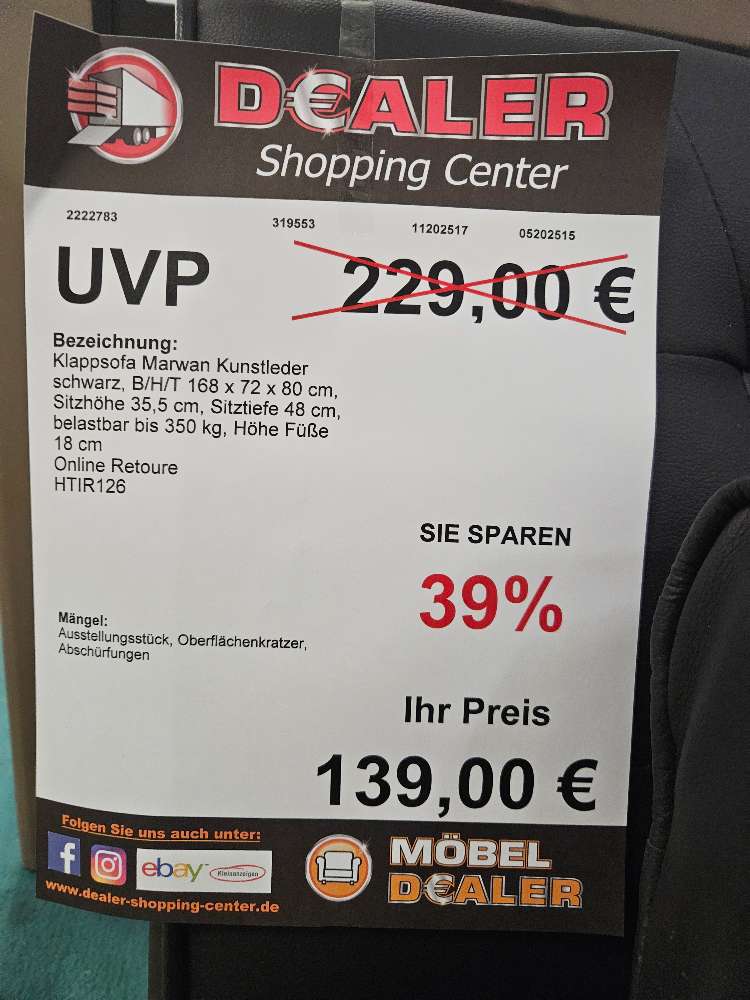 D€ALER
Shopping Center
2222783 319553 11202517 05202515
UVP 229,00 €
Bezeichnung:
Klappsofa Marwan Kunstleder
schwarz, B/H/T 168 x 72 x 80 cm,
Sitzhöhe 35,5 cm, Sitztiefe 48 cm,
belastbar bis 350 kg, Höhe Füße
18 cm
Online Retoure
HTIR126
SIE SPAREN
39%
Mängel:
Ausstellungsstück, Oberflächenkratzer,
Abschürfungen
Ihr Preis
139,00 €
Folgen Sie uns auch unter:
f ebay Kleinanzeigen
www.dealer-shopping-center.de
MÖBEL
D€ALER